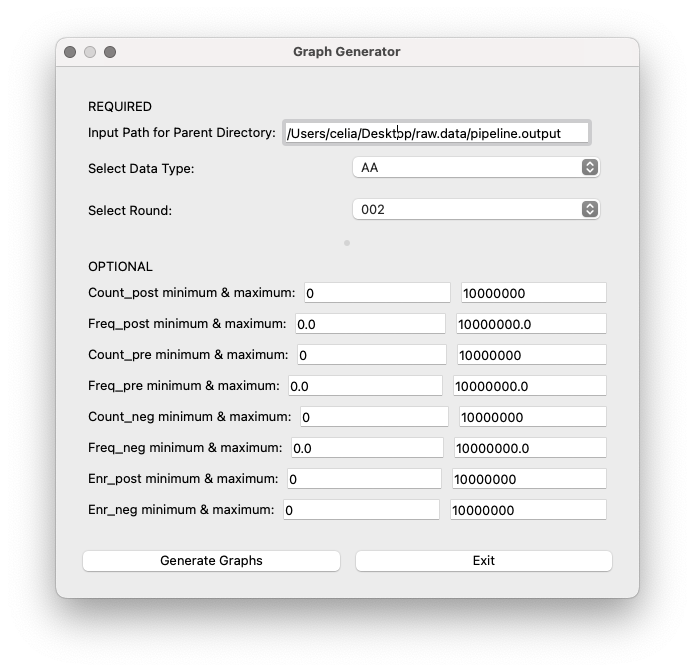 Graph Generator
REQUIRED
Input Path for Parent Directory: /Users/celia/Desktop/raw.data/pipeline.output
Select Data Type: AA
Select Round: 002
OPTIONAL
Count_post minimum & maximum: 0 10000000
Freq_post minimum & maximum: 0.0 10000000.0
Count_pre minimum & maximum: 0 10000000
Freq_pre minimum & maximum: 0.0 10000000.0
Count_neg minimum & maximum: 0 10000000
Freq_neg minimum & maximum: 0.0 10000000.0
Enr_post minimum & maximum: 0 10000000
Enr_neg minimum & maximum: 0 10000000
Generate Graphs Exit